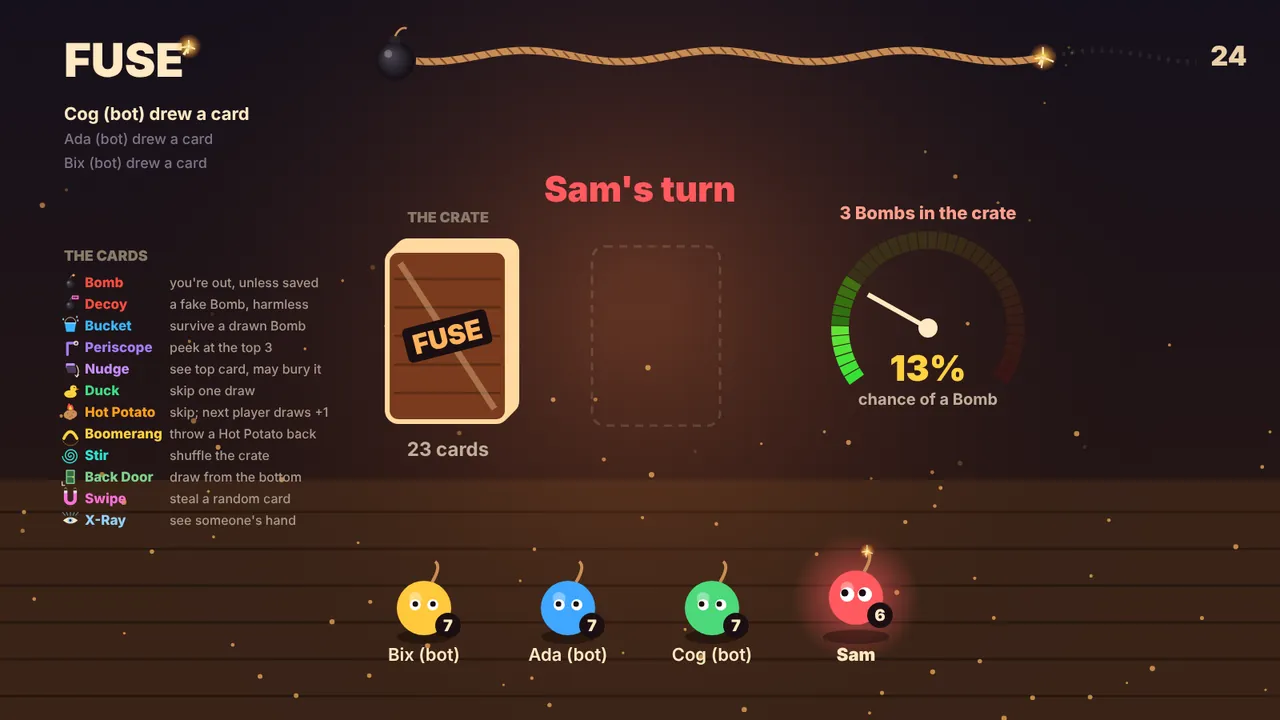 FUSE
24
Cog (bot) drew a card
Ada (bot) drew a card
Bix (bot) drew a card
Sam's turn
THE CRATE
3 Bombs in the crate
FUSE
23 cards
13%
chance of a Bomb
THE CARDS
Bomb you're out, unless saved
Decoy a fake Bomb, harmless
Bucket survive a drawn Bomb
Periscope peek at the top 3
Nudge see top card, may bury it
Duck skip one draw
Hot Potato skip; next player draws +1
Boomerang throw a Hot Potato back
Stir shuffle the crate
Back Door draw from the bottom
Swipe steal a random card
X-Ray see someone's hand
7
7
7
6
Bix (bot)
Ada (bot)
Cog (bot)
Sam